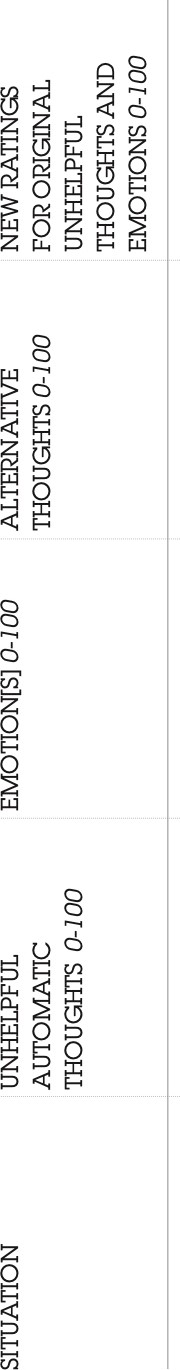 SITUATION
UNHELPFUL
AUTOMATIC
THOUGHTS 0-100
EMOTION[S] 0-100
ALTERNATIVE
THOUGHTS 0-100
NEW RATINGS
FOR ORIGINAL
UNHELPFUL
THOUGHTS AND
EMOTIONS 0-100